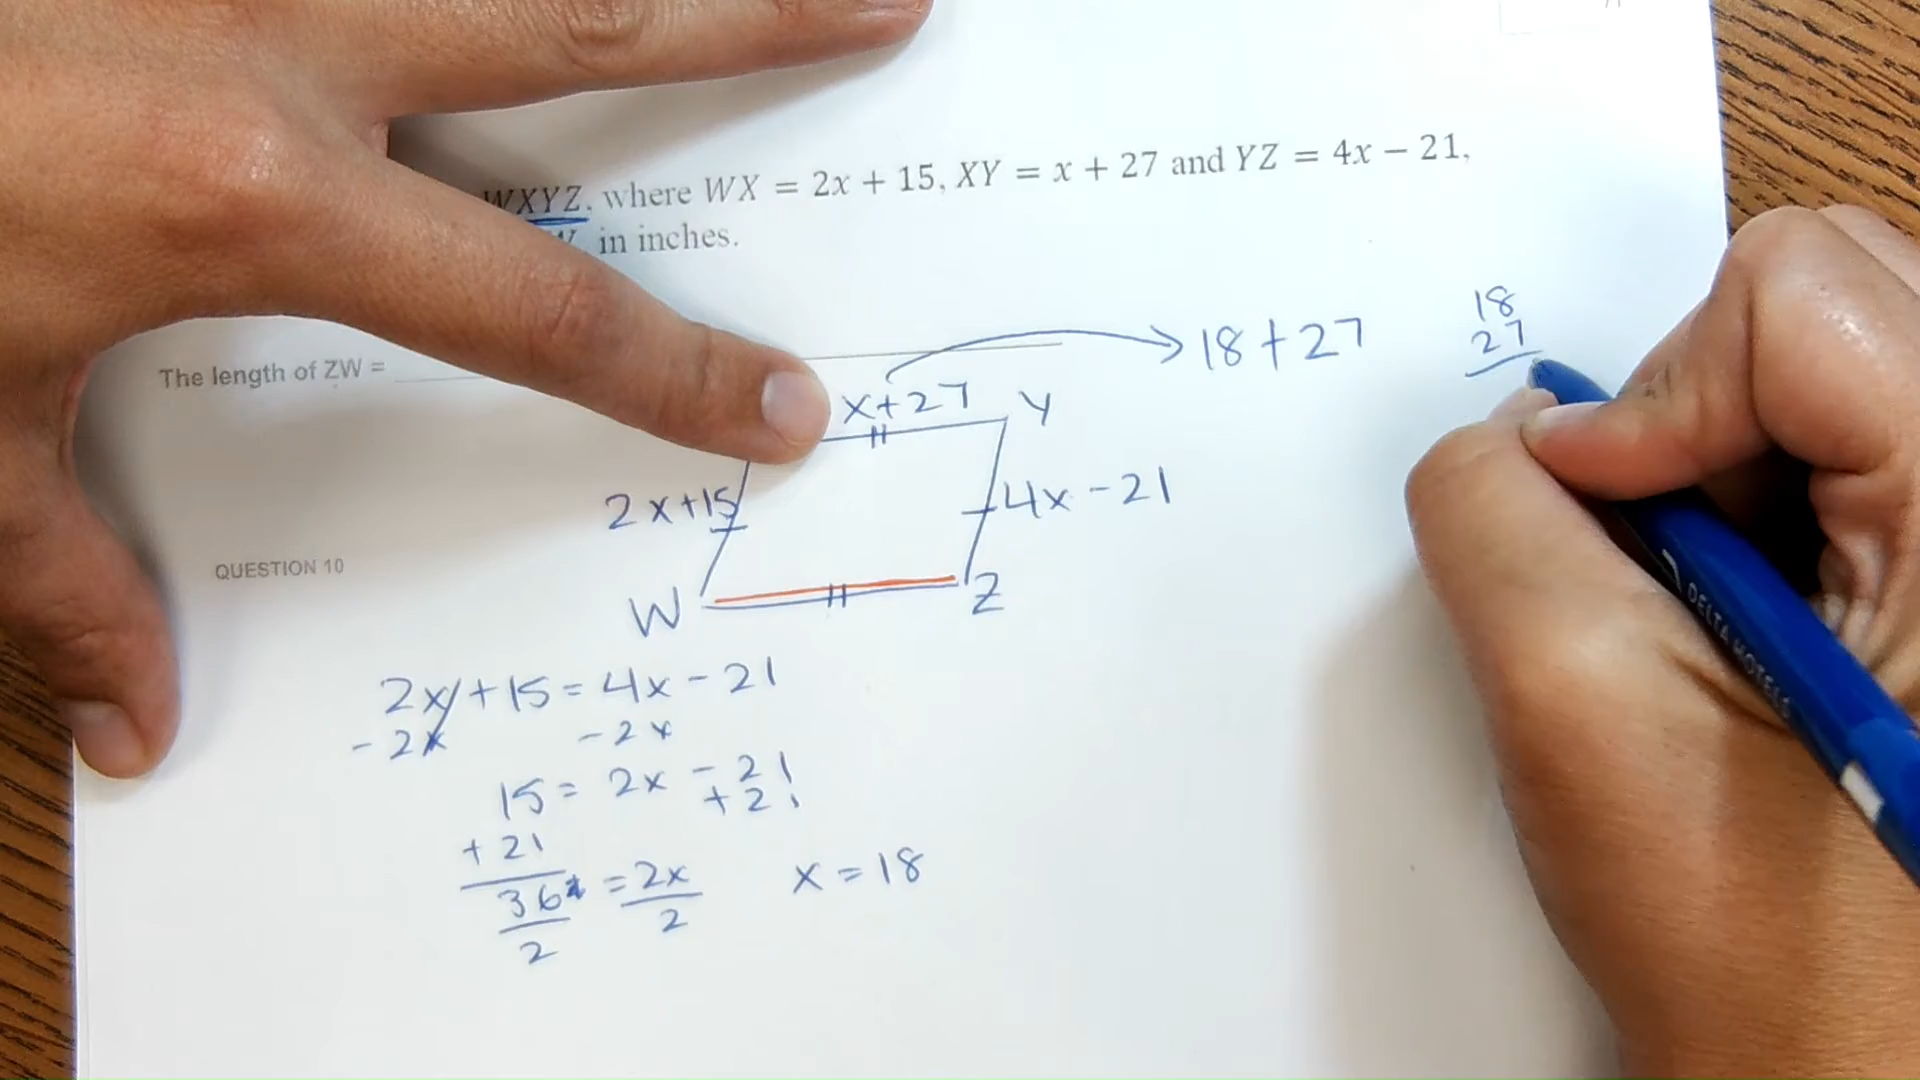 WXYZ, where WX = 2x + 15, XY = x + 27 and YZ = 4x − 21,
in inches.
The length of ZW =
18+27
18
27
x+27 Y
2x+15
4x-21
W
Z
QUESTION 10
2x+15=4x-21
-2x -2x
15=2x-21
+21
+21
36=2x
2 2
x=18
DELTA HOTELS